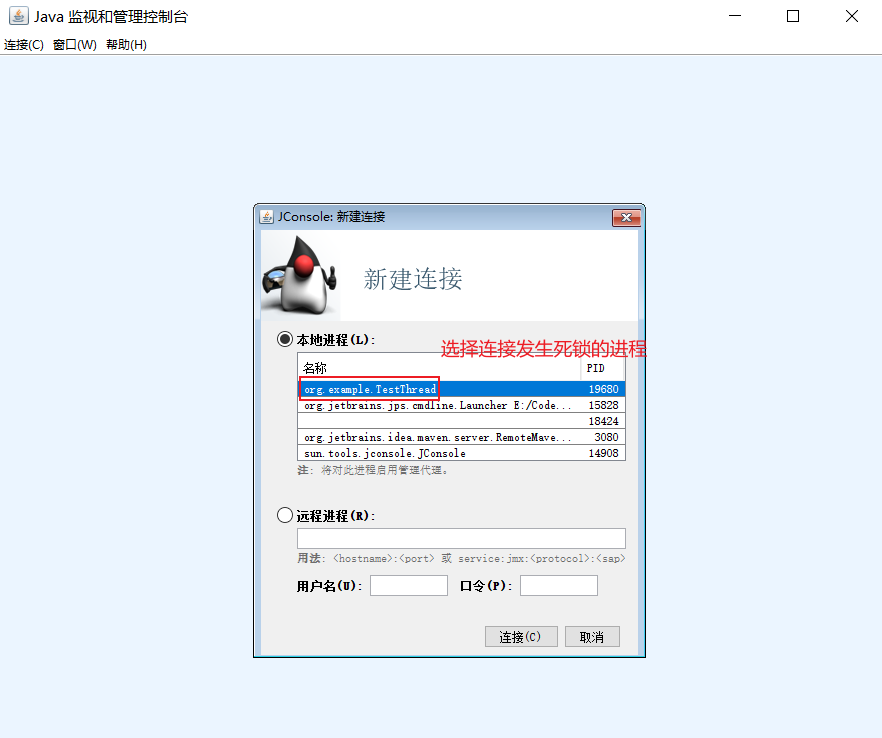 Java 监视和管理控制台
连接(C) 窗口(W) 帮助(H)
JConsole: 新建连接
新建连接
本地进程(L):
选择连接发生死锁的进程
名称 PID
org.example.TestThread 19680
org.jetbrains.jps.cmdline.Launcher E:/Code... 15828
18424
org.jetbrains.idea.maven.server.RemoteMave... 3080
sun.tools.jconsole.JConsole 14908
注: 将对此进程启用管理代理。
远程进程(R):
用法: <hostname>:<port> 或 service:jmx:<protocol>:<sap>
用户名(U): 口令(P):
连接(C) 取消